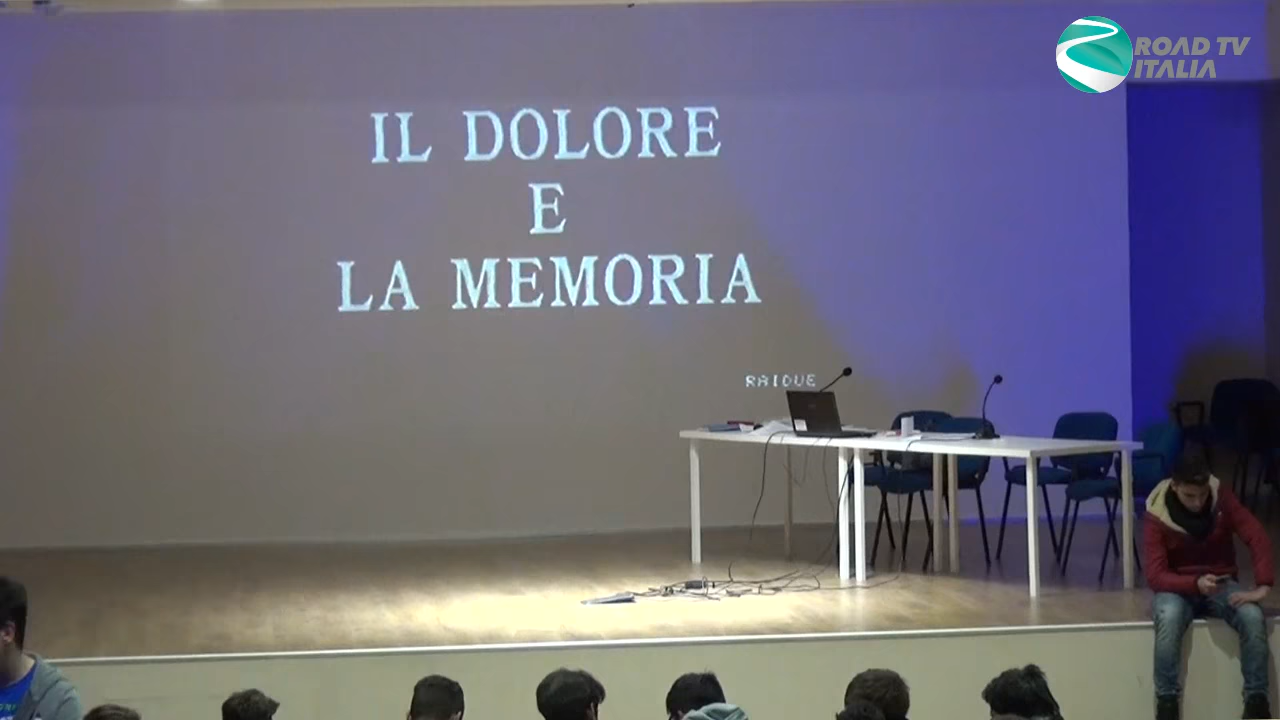 ROAD TV
ITALIA
IL DOLORE
E
LA MEMORIA
RAIDUE